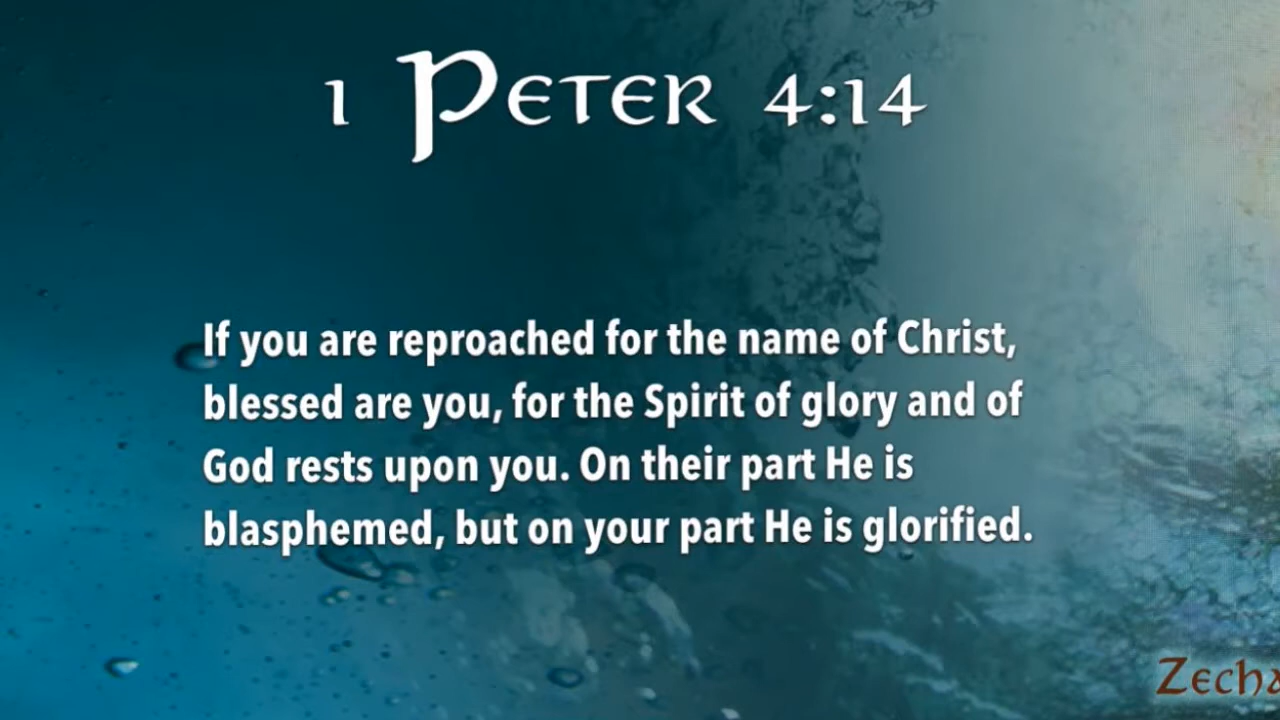 1 Peter 4:14
If you are reproached for the name of Christ,
blessed are you, for the Spirit of glory and of
God rests upon you. On their part He is
blasphemed, but on your part He is glorified.